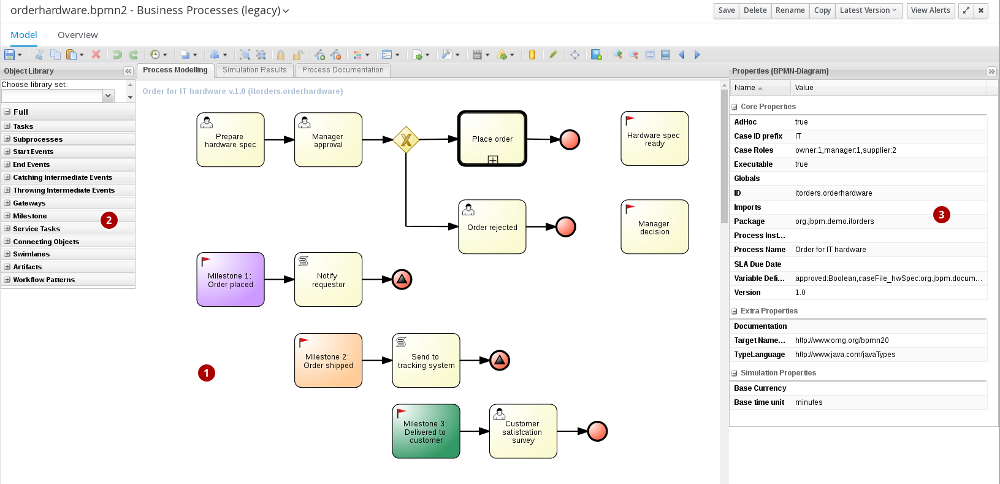 orderhardware.bpmn2 - Business Processes (legacy)
Save Delete Rename Copy Latest Version View Alerts
Model Overview
Object Library
Choose library set:
Full
Tasks
Subprocesses
Start Events
End Events
Catching Intermediate Events
Throwing Intermediate Events
Gateways
Milestone
Service Tasks
Connecting Objects
Swimlanes
Artifacts
Workflow Patterns
2
Process Modelling Simulation Results Process Documentation
Order for IT hardware v.1.0 (itorders.orderhardware)
Prepare
hardware spec
Manager
approval
X
Place order
Hardware spec
ready
Order rejected
Manager
decision
Milestone 1:
Order placed
Notify
requestor
Milestone 2:
Order shipped
Send to
tracking system
1
Milestone 3:
Delivered to
customer
Customer
satisfcation
survey
Properties (BPMN-Diagram)
Name Value
Core Properties
AdHoc true
Case ID prefix IT
Case Roles owner:1,manager:1,supplier:2
Executable true
Globals
ID itorders.orderhardware
Imports
Package org.jbpm.demo.itorders
Process Inst...
Process Name Order for IT hardware
SLA Due Date
Variable Defi... approved:Boolean,caseFile_hwSpec:org.jbpm.docum...
Version 1.0
3
Extra Properties
Documentation
Target Name... http://www.omg.org/bpmn20
TypeLanguage http://www.java.com/javaTypes
Simulation Properties
Base Currency
Base time unit minutes